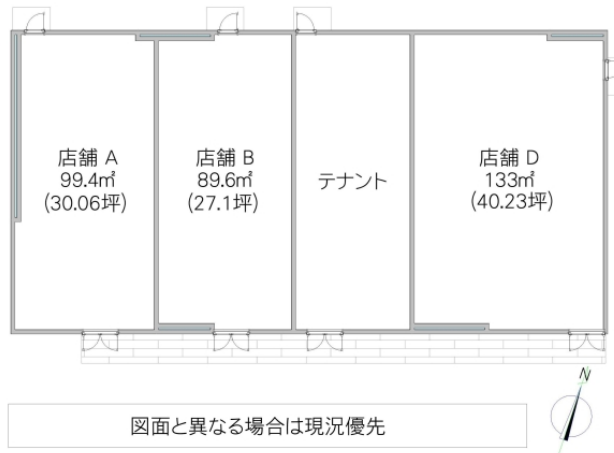 店舗 A
99.4㎡
(30.06坪)
店舗 B
89.6㎡
(27.1坪)
テナント
店舗 D
133㎡
(40.23坪)
N
図面と異なる場合は現況優先